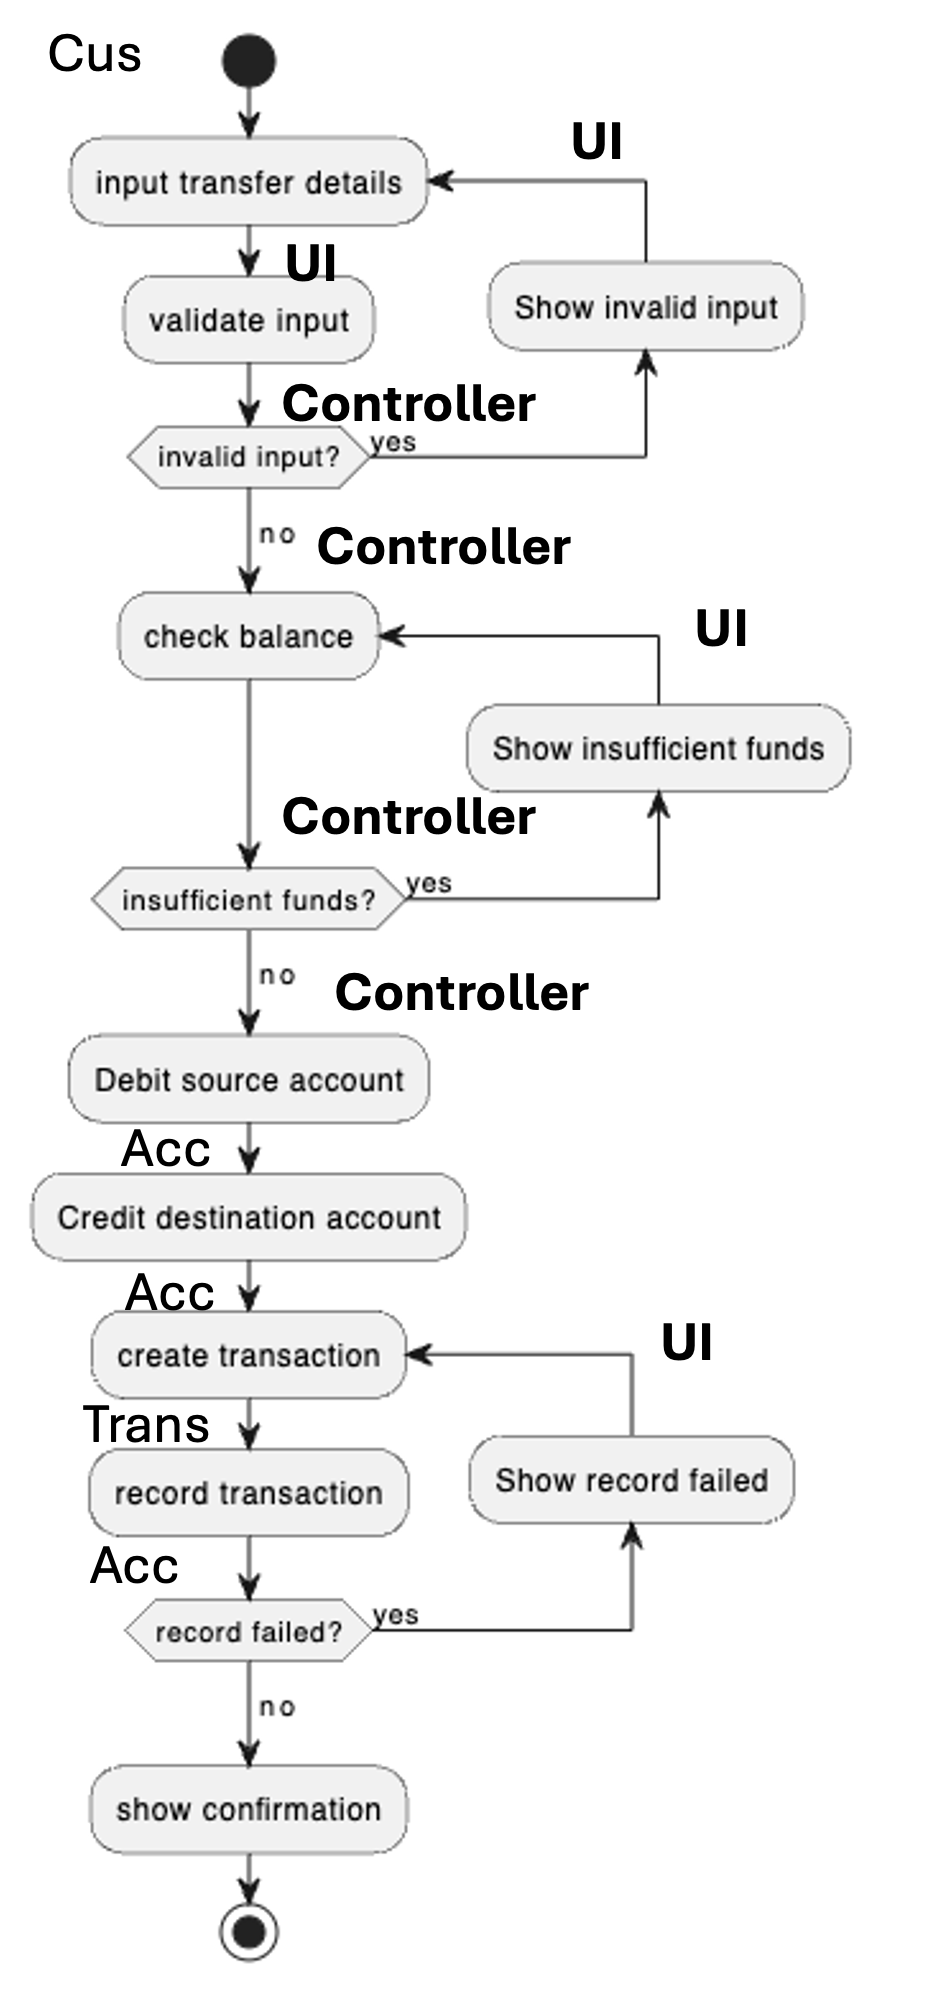 Cus
UI
input transfer details
UI
Show invalid input
validate input
Controller
yes
invalid input?
no
Controller
UI
check balance
Show insufficient funds
Controller
yes
insufficient funds?
no
Controller
Debit source account
Acc
Credit destination account
Acc
UI
create transaction
Trans
Show record failed
record transaction
Acc
yes
record failed?
no
show confirmation